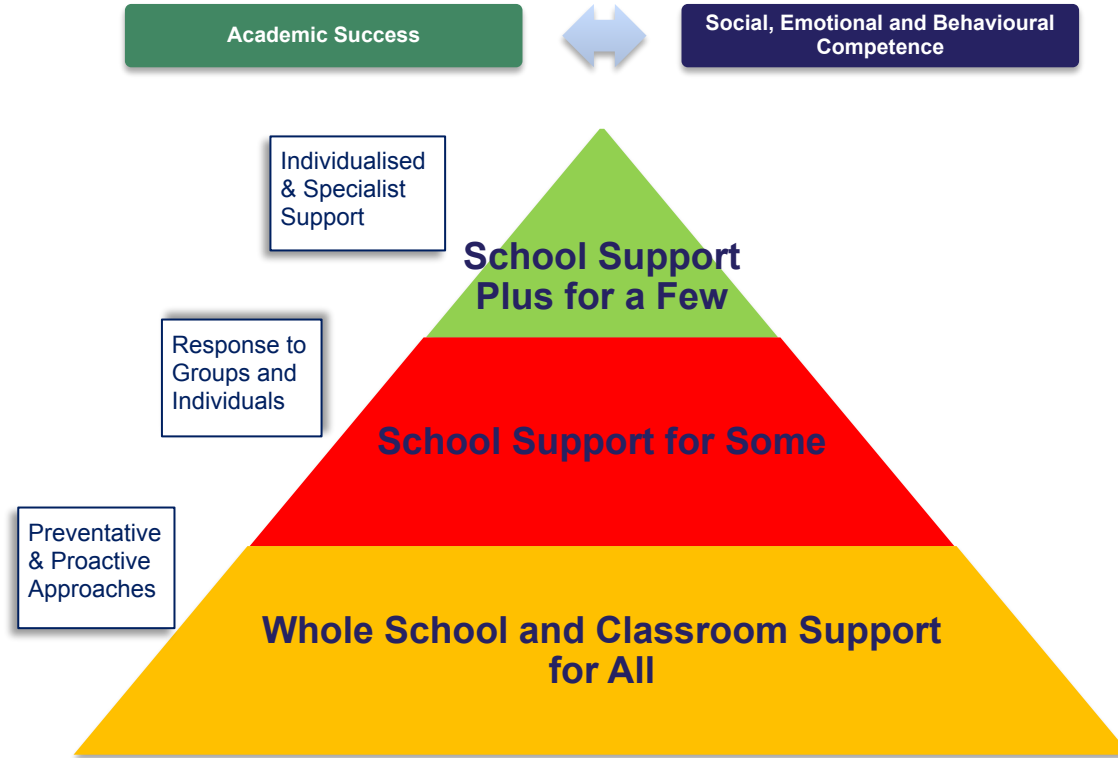 Academic Success
Social, Emotional and Behavioural
Competence
Individualised
& Specialist
Support
School Support
Plus for a Few
Response to
Groups and
Individuals
School Support for Some
Preventative
& Proactive
Approaches
Whole School and Classroom Support
for All